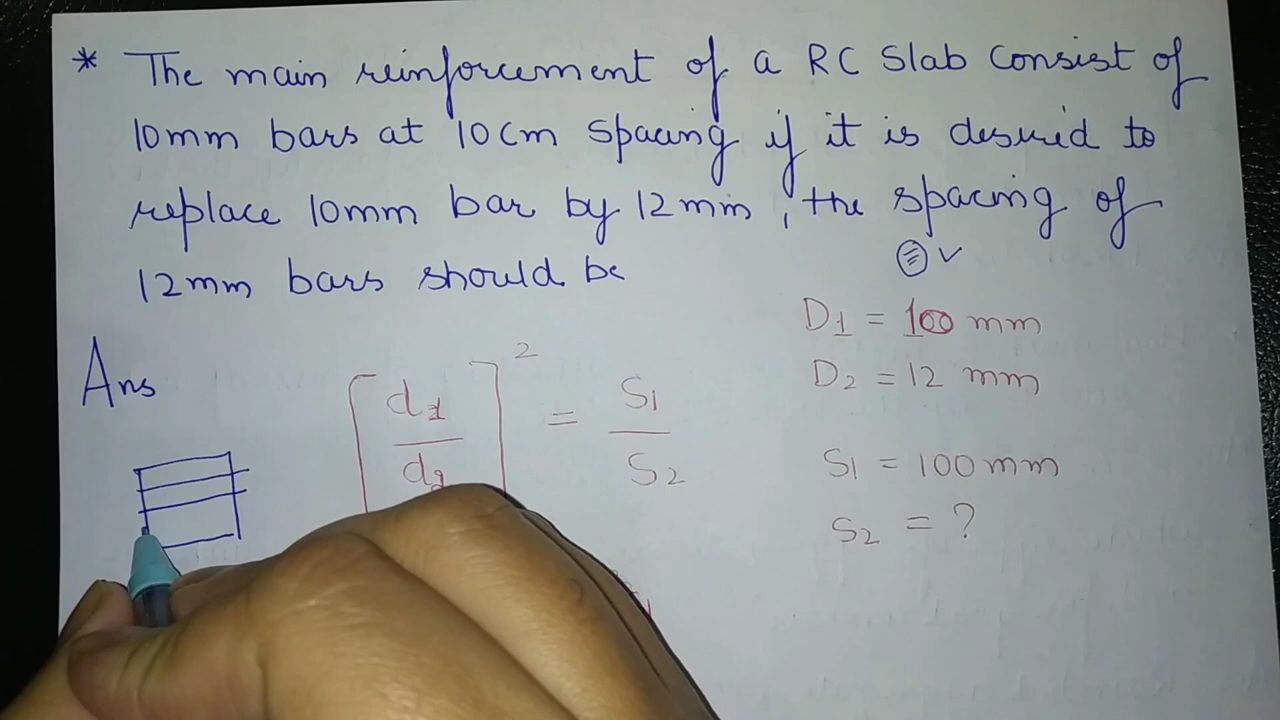 * The main reinforcement of a RC Slab Consist of
10mm bars at 10cm spacing if it is desired to
replace 10mm bar by 12mm, the spacing of
12mm bars should be
Ans
D1 = 100 mm
D2 = 12 mm
[d1/d2]² = S1/S2
S1 = 100mm
S2 = ?